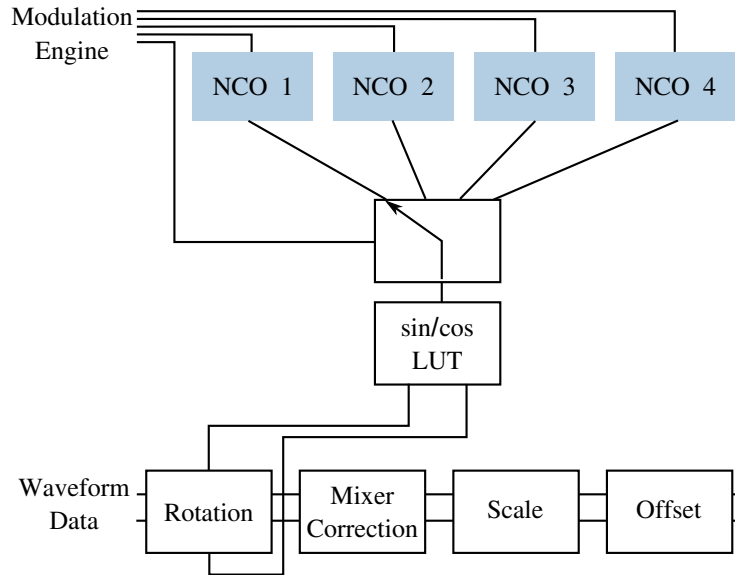 Modulation
Engine
NCO 1
NCO 2
NCO 3
NCO 4
sin/cos
LUT
Waveform
Data
Rotation
Mixer
Correction
Scale
Offset